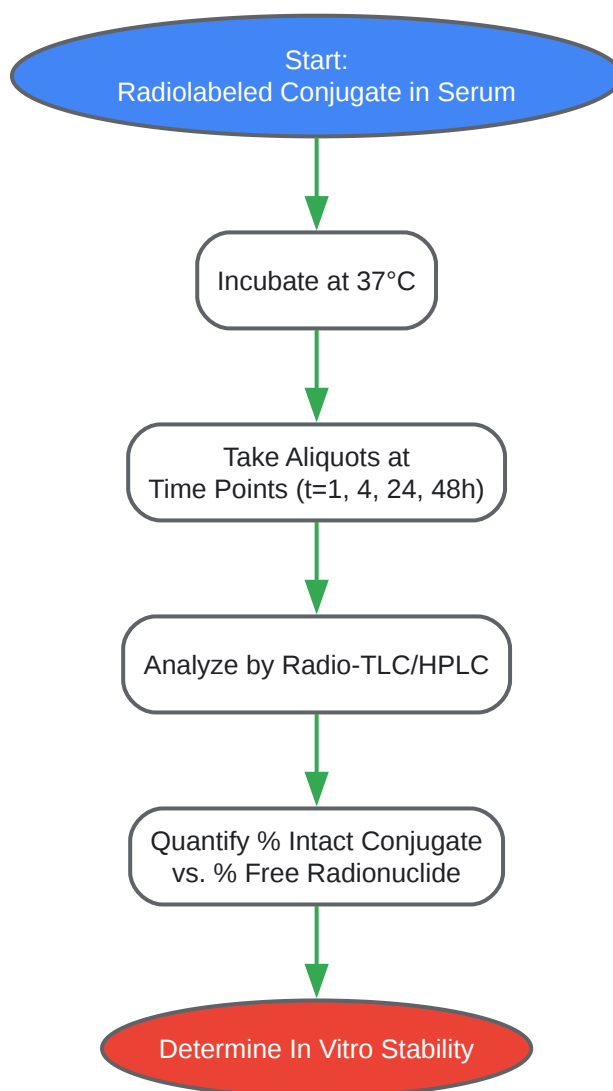 Start:
Radiolabeled Conjugate in Serum
Incubate at 37°C
Take Aliquots at
Time Points (t=1, 4, 24, 48h)
Analyze by Radio-TLC/HPLC
Quantify % Intact Conjugate
vs. % Free Radionuclide
Determine In Vitro Stability